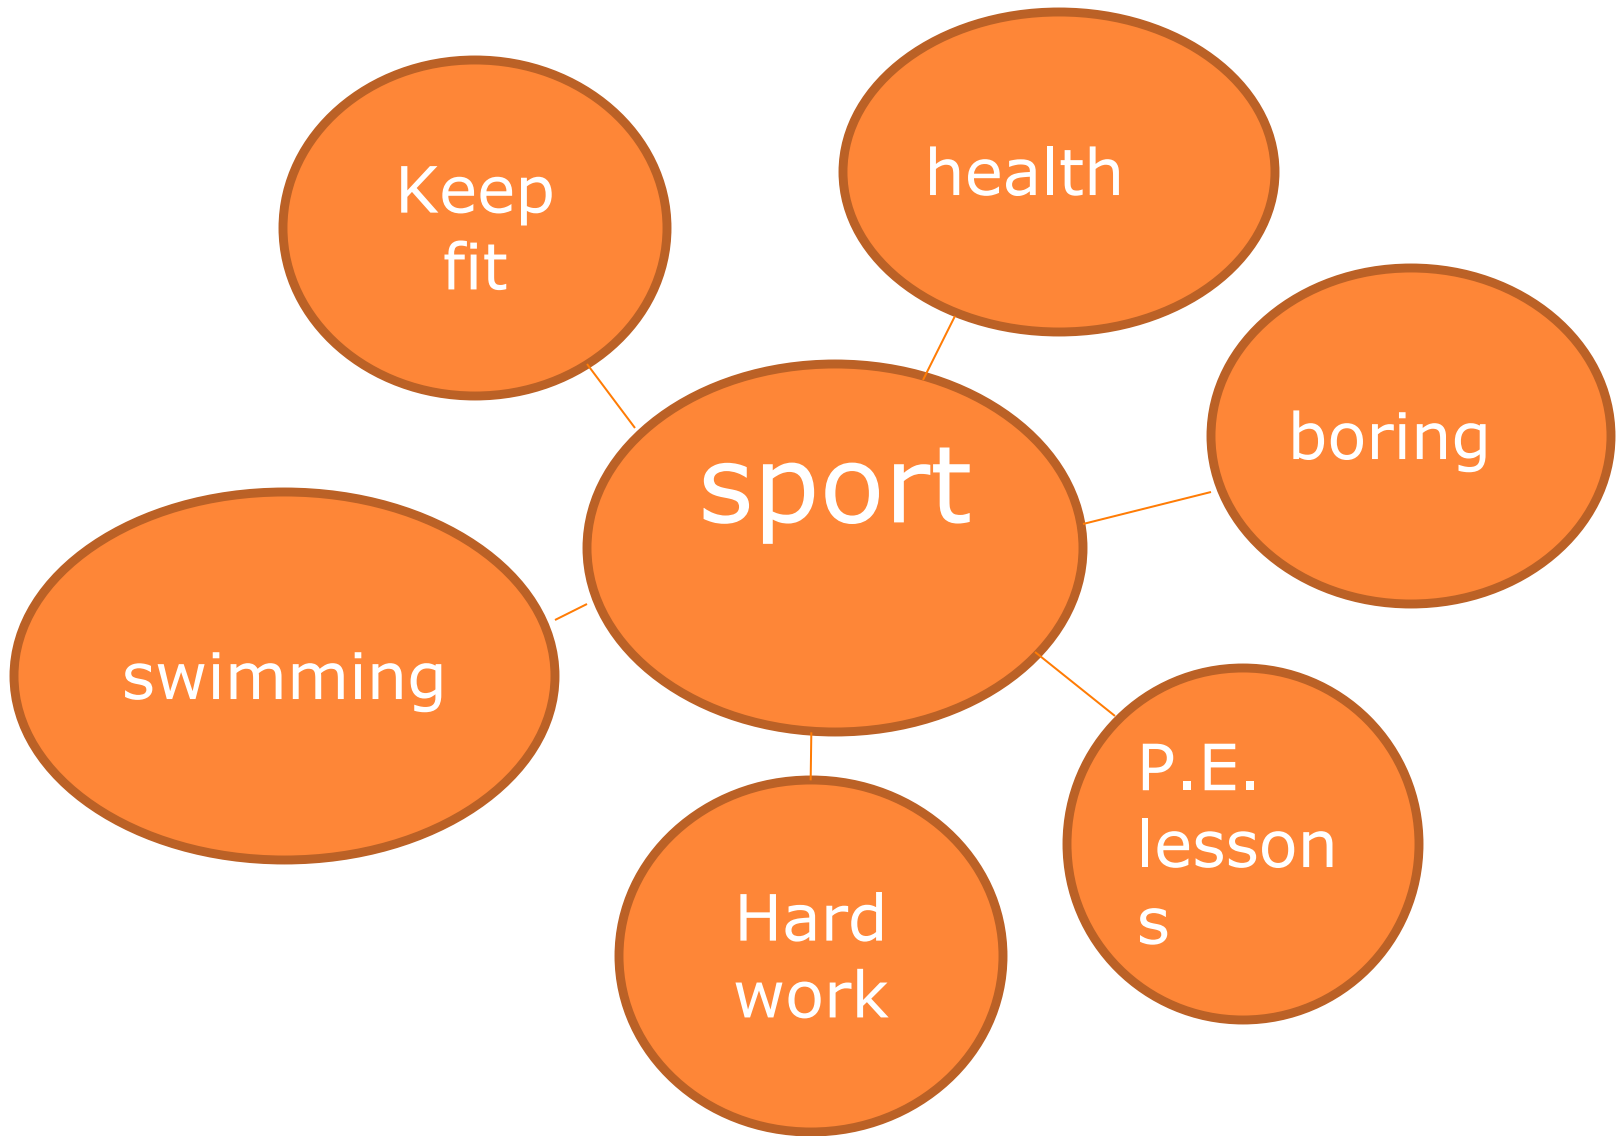 Keep
fit
health
boring
sport
swimming
P.E.
lesson
s
Hard
work